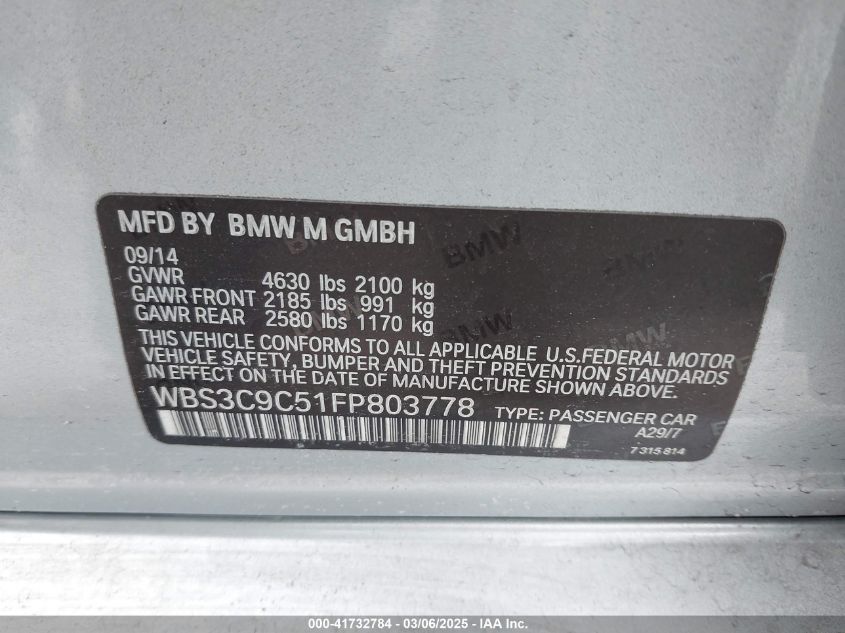 MFD BY BMW M GMBH
09/14
GVWR 4630 lbs 2100 kg
GAWR FRONT 2185 lbs 991 kg
GAWR REAR 2580 lbs 1170 kg
THIS VEHICLE CONFORMS TO ALL APPLICABLE U.S.FEDERAL MOTOR
VEHICLE SAFETY, BUMPER AND THEFT PREVENTION STANDARDS
IN EFFECT ON THE DATE OF MANUFACTURE SHOWN ABOVE.
WBS3C9C51FP803778 TYPE: PASSENGER CAR
A29/7
7 315 814
BMW
BMW
000-41732784 - 03/06/2025 - © IAA, LLC